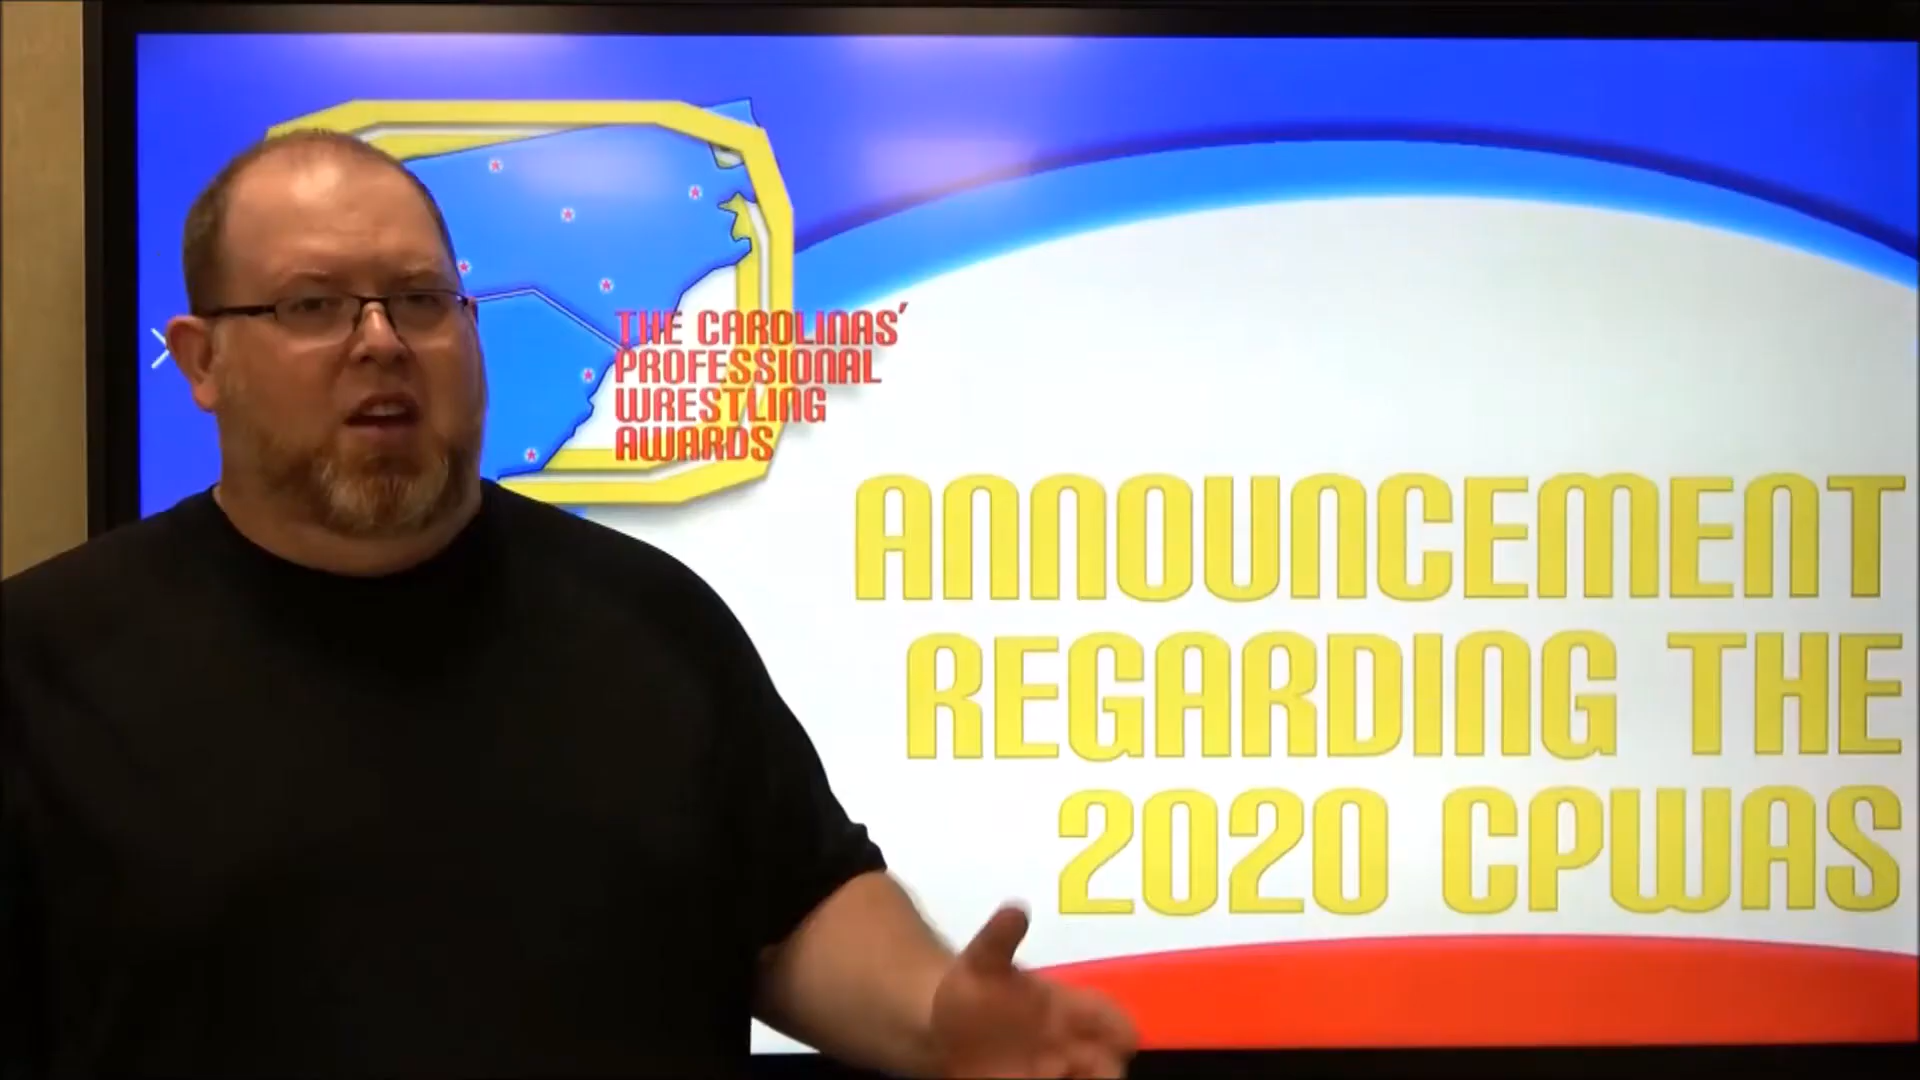 THE CAROLINAS'
PROFESSIONAL
WRESTLING
AWARDS
ANNOUNCEMENT
REGARDING THE
2020 CPWAS